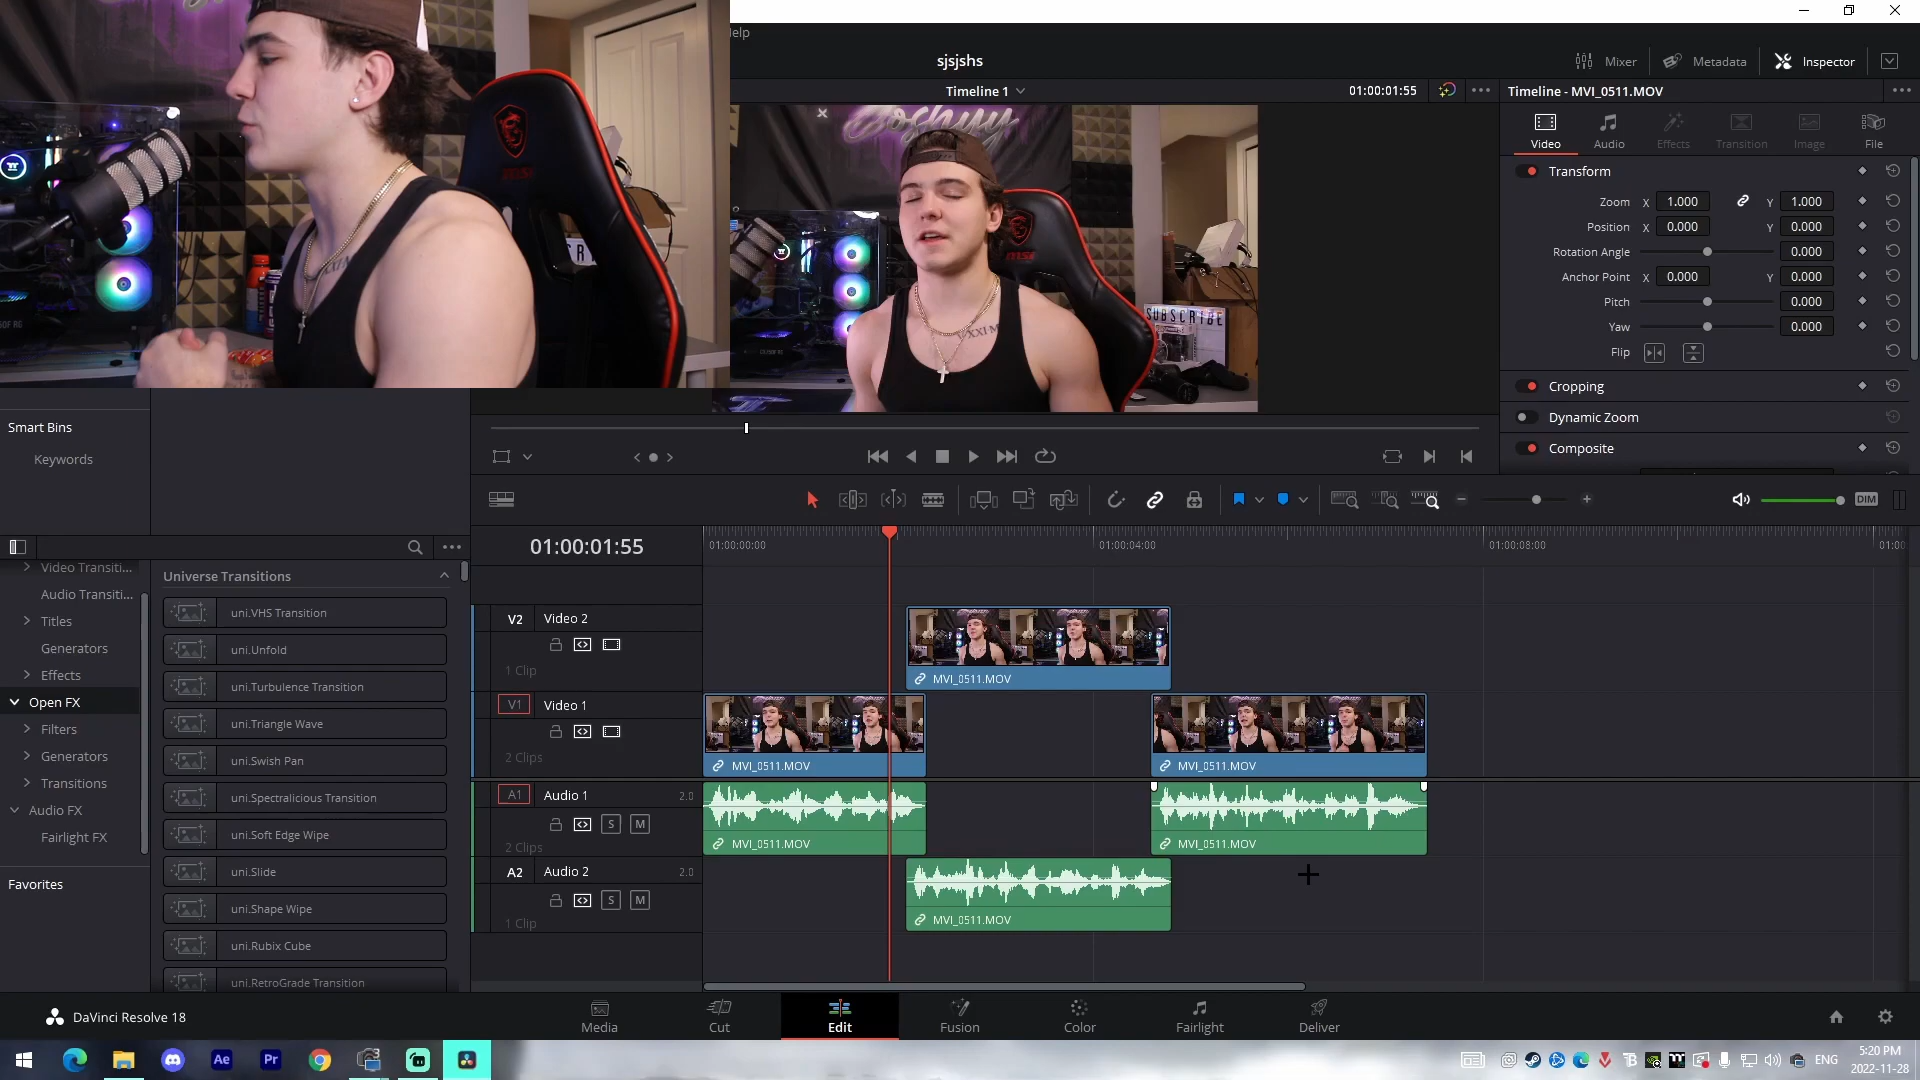 elp
sjsjshs
Mixer
Metadata
Inspector
Timeline 1
01:00:01:55
Timeline - MVI_0511.MOV
Video
Audio
Effects
Transition
Image
File
Transform
Zoom X 1.000 Y 1.000
Position X 0.000 Y 0.000
Rotation Angle 0.000
Anchor Point X 0.000 Y 0.000
Pitch 0.000
Yaw 0.000
Flip
Cropping
Dynamic Zoom
Composite
Joshuy
SUBSCRIBE
msi
Smart Bins
Keywords
DIM
Video Transiti...
Audio Transiti...
Titles
Generators
Effects
Open FX
Filters
Generators
Transitions
Audio FX
Fairlight FX
Favorites
Universe Transitions
uni.VHS Transition
uni.Unfold
uni.Turbulence Transition
uni.Triangle Wave
uni.Swish Pan
uni.Spectralicious Transition
uni.Soft Edge Wipe
uni.Slide
uni.Shape Wipe
uni.Rubix Cube
uni.RetroGrade Transition
01:00:01:55
01:00:00:00
01:00:04:00
01:00:08:00
01:00
V2 Video 2
1 Clip
MVI_0511.MOV
V1 Video 1
2 Clips
MVI_0511.MOV
MVI_0511.MOV
A1 Audio 1 2.0
S M
2 Clips
MVI_0511.MOV
MVI_0511.MOV
A2 Audio 2 2.0
S M
1 Clip
MVI_0511.MOV
DaVinci Resolve 18
Media
Cut
Edit
Fusion
Color
Fairlight
Deliver
Ae
Pr
ENG
5:20 PM
2022-11-28